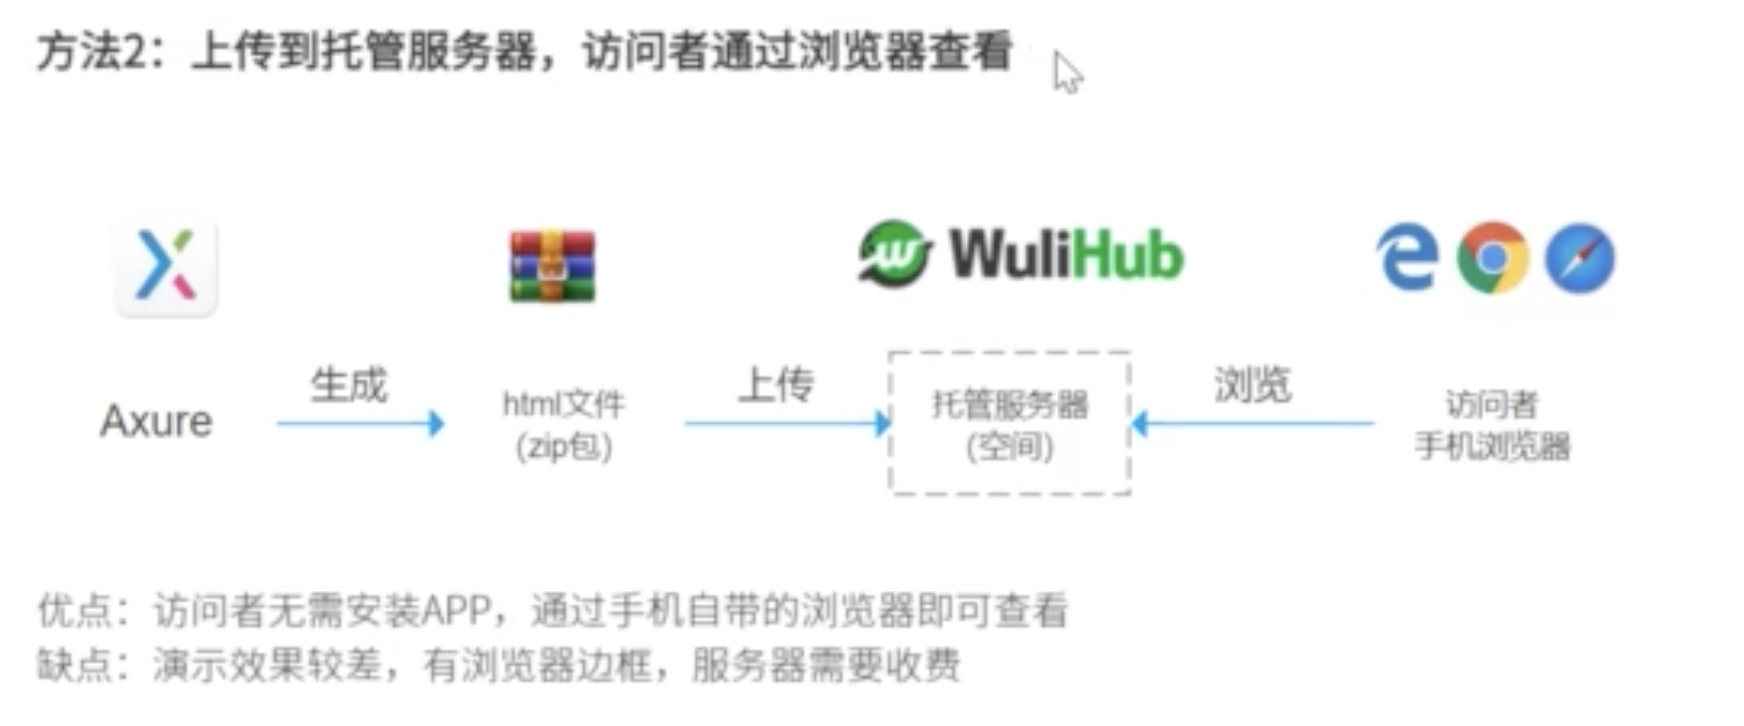 方法2：上传到托管服务器，访问者通过浏览器查看
WuliHub
Axure
生成
html文件
(zip包)
上传
托管服务器
(空间)
浏览
访问者
手机浏览器
优点：访问者无需安装APP，通过手机自带的浏览器即可查看
缺点：演示效果较差，有浏览器边框，服务器需要收费